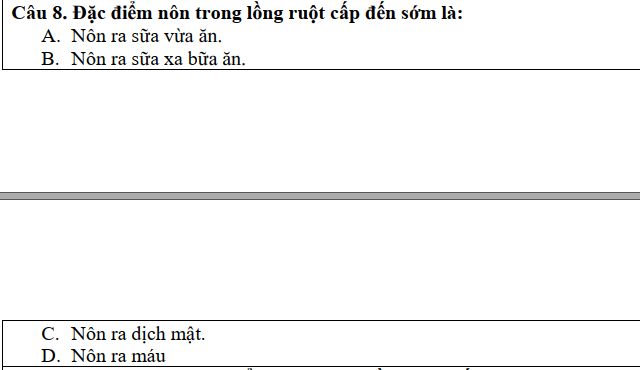 Câu 8. Đặc điểm nôn trong lồng ruột cấp đến sớm là:
A. Nôn ra sữa vừa ăn.
B. Nôn ra sữa xa bữa ăn.
C. Nôn ra dịch mật.
D. Nôn ra máu